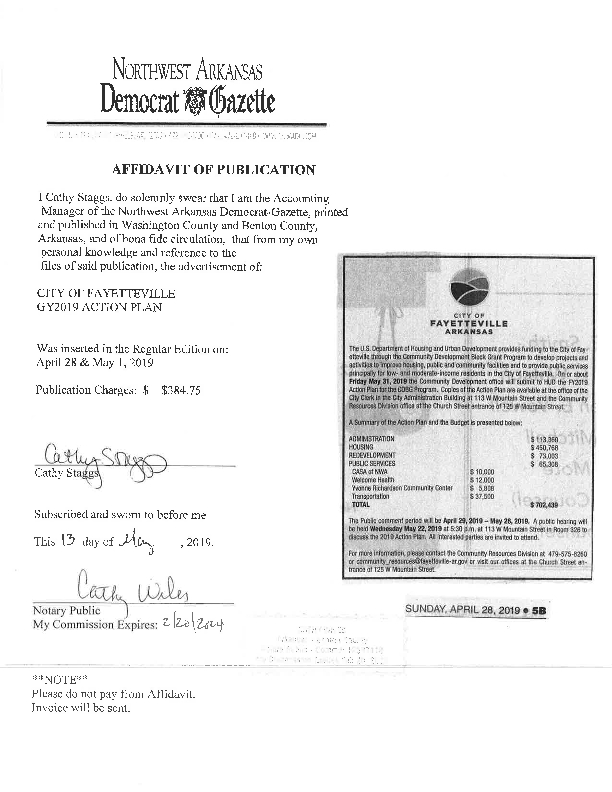 NORTHWEST ARKANSAS
Democrat Gazette
AFFIDAVIT OF PUBLICATION
I Cathy Staggs, do solemnly swear that I am the Accounting
Manager of the Northwest Arkansas Democrat-Gazette, printed
and published in Washington County and Benton County,
Arkansas, and of bona fide circulation, that from my own
personal knowledge and reference to the
files of said publication, the advertisement of:
CITY OF FAYETTEVILLE
GY2019 ACTION PLAN
Was inserted in the Regular Edition on:
April 28 & May 1, 2019
Publication Charges: $ $384.75
Cathy Staggs
Cathy Staggs
Subscribed and sworn to before me
This 13 day of May, 2019.
Cathy Wiles
Notary Public
My Commission Expires: 2/20/2024
**NOTE**
Please do not pay from Affidavit.
Invoice will be sent.
CITY OF
FAYETTEVILLE
ARKANSAS
The U.S. Department of Housing and Urban Development provides funding to the City of Fay-
etteville through the Community Development Block Grant Program to develop projects and
activities to improve housing, public and community facilities and to provide public services
principally for low- and moderate-income residents in the City of Fayetteville. On or about
Friday May 31, 2019 the Community Development office will submit to HUD the FY2019
Action Plan for the CDBG Program. Copies of the Action Plan are available at the office of the
City Clerk in the City Administration Building at 113 W Mountain Street and the Community
Resources Division office at the Church Street entrance of 125 W Mountain Street.
A Summary of the Action Plan and the Budget is presented below:
ADMINISTRATION $ 113,360
HOUSING $ 450,768
REDEVELOPMENT $ 73,003
PUBLIC SERVICES $ 65,308
CASA of NWA $ 10,000
Welcome Health $ 12,000
Yvonne Richardson Community Center $ 5,808
Transportation $ 37,500
TOTAL $ 702,439
The Public comment period will be April 29, 2019 – May 28, 2019. A public hearing will
be held Wednesday May 22, 2019 at 5:30 p.m. at 113 W Mountain Street in Room 326 to
discuss the 2019 Action Plan. All interested parties are invited to attend.
For more information, please contact the Community Resources Division at 479-575-8260
or community_resources@fayetteville-ar.gov or visit our offices at the Church Street en-
trance of 125 W Mountain Street.
SUNDAY, APRIL 28, 2019 • 5B